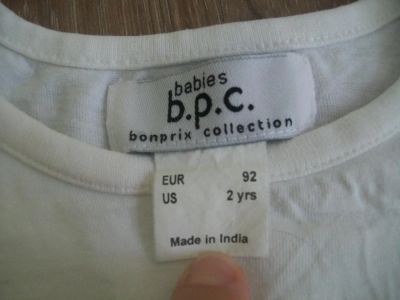 babies
b.p.c.
bonprix collection
EUR 92
US 2 yrs
Made in India